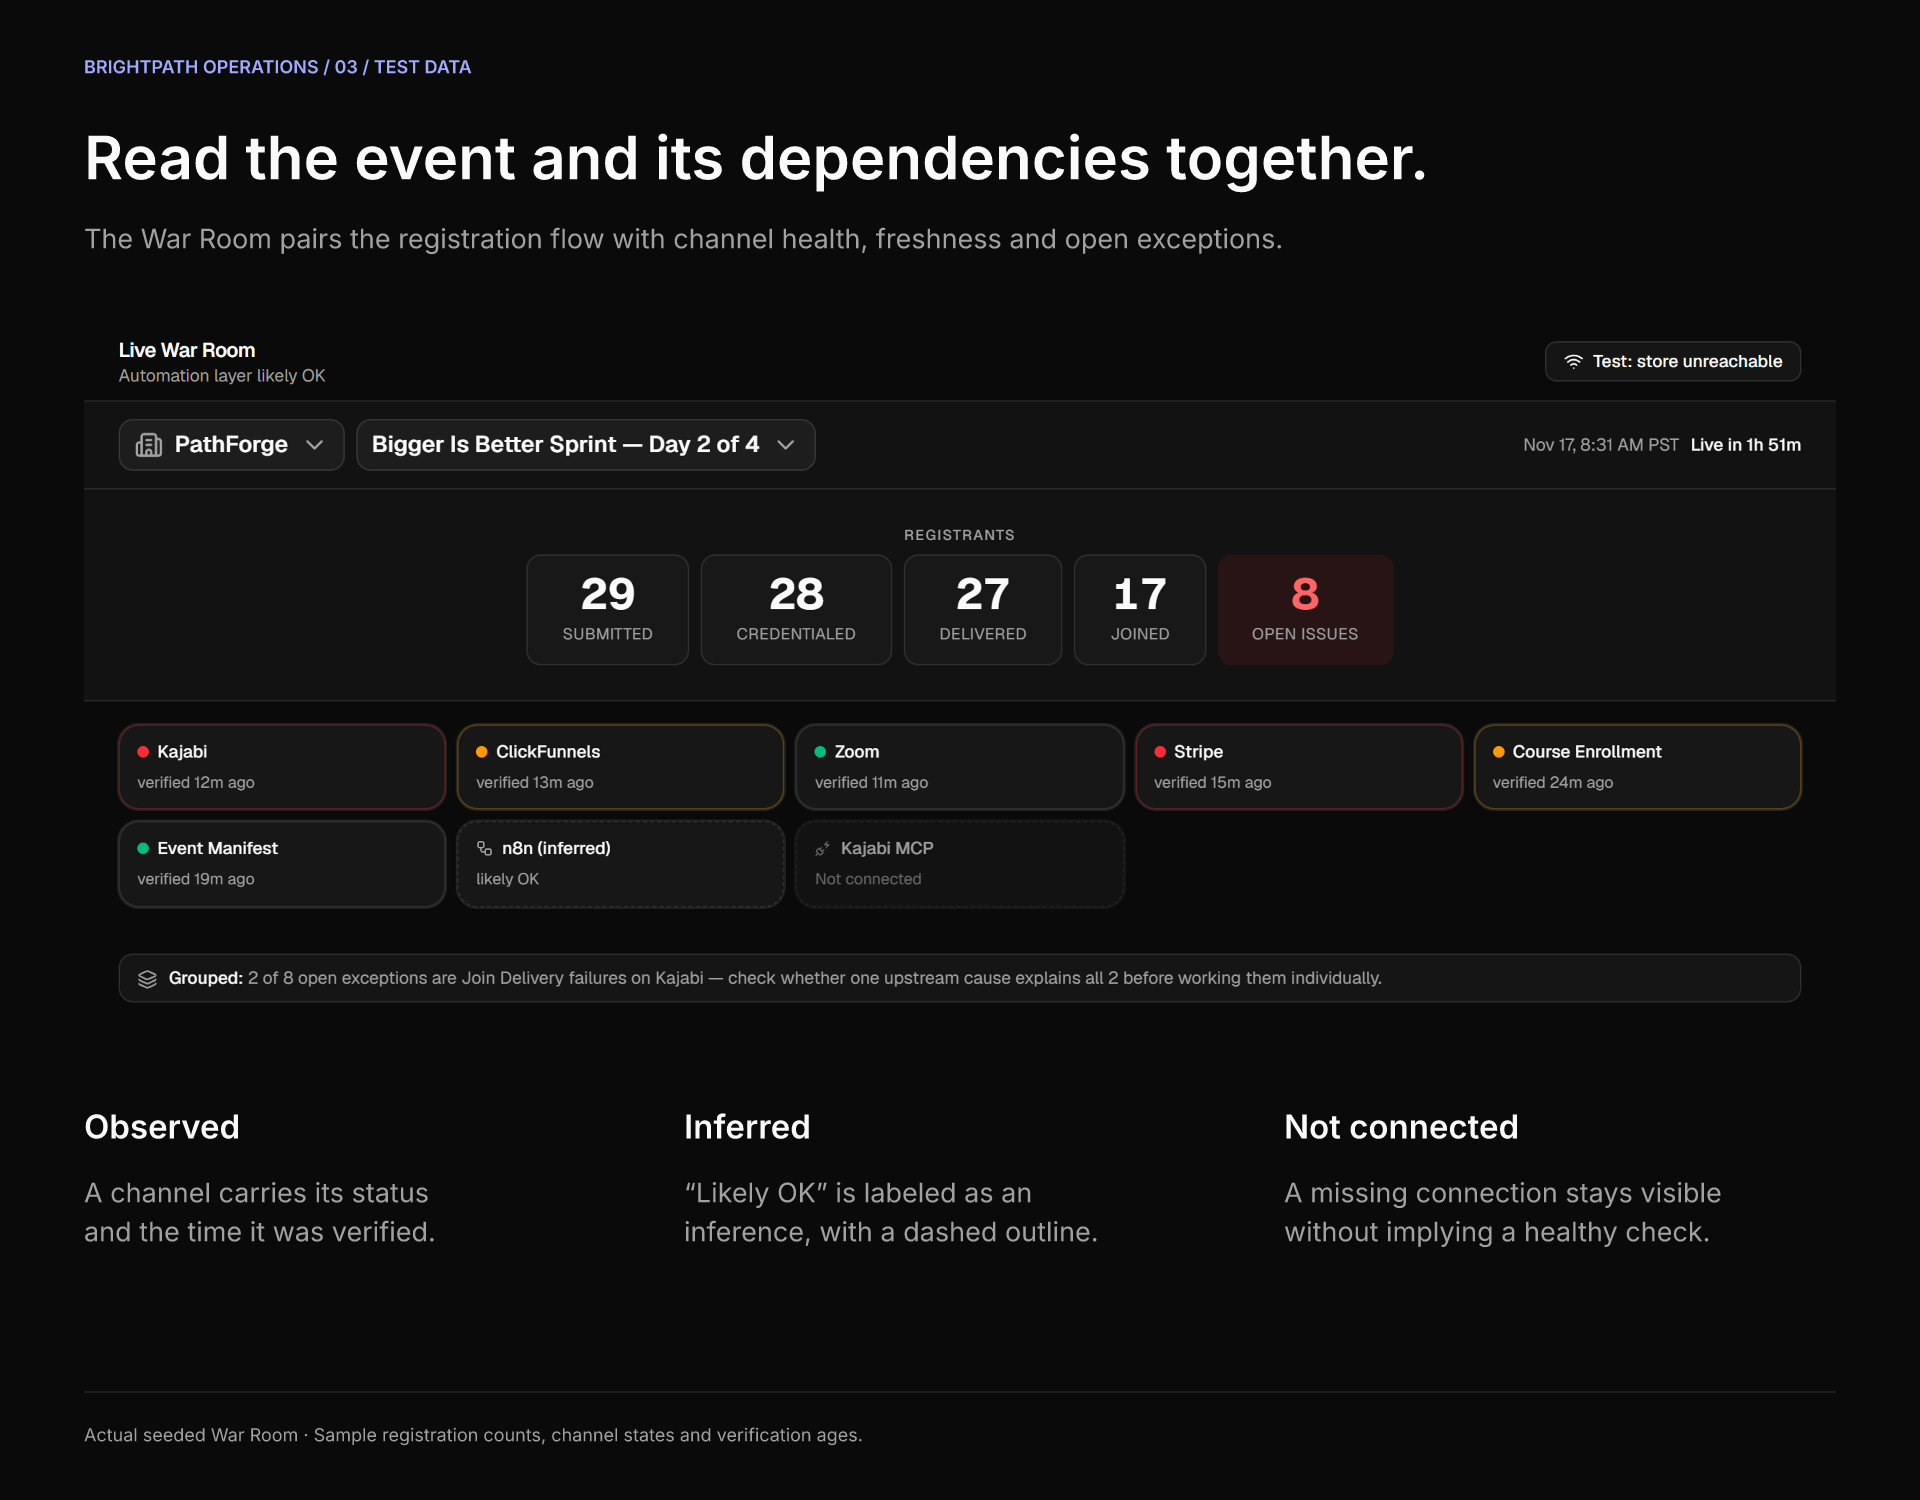 BRIGHTPATH OPERATIONS / 03 / TEST DATA
Read the event and its dependencies together.
The War Room pairs the registration flow with channel health, freshness and open exceptions.
Live War Room
Automation layer likely OK
Test: store unreachable
PathForge
Bigger Is Better Sprint — Day 2 of 4
Nov 17, 8:31 AM PST Live in 1h 51m
REGISTRANTS
29
SUBMITTED
28
CREDENTIALED
27
DELIVERED
17
JOINED
8
OPEN ISSUES
Kajabi
verified 12m ago
ClickFunnels
verified 13m ago
Zoom
verified 11m ago
Stripe
verified 15m ago
Course Enrollment
verified 24m ago
Event Manifest
verified 19m ago
n8n (inferred)
likely OK
Kajabi MCP
Not connected
Grouped: 2 of 8 open exceptions are Join Delivery failures on Kajabi — check whether one upstream cause explains all 2 before working them individually.
Observed
A channel carries its status
and the time it was verified.
Inferred
“Likely OK” is labeled as an
inference, with a dashed outline.
Not connected
A missing connection stays visible
without implying a healthy check.
Actual seeded War Room · Sample registration counts, channel states and verification ages.